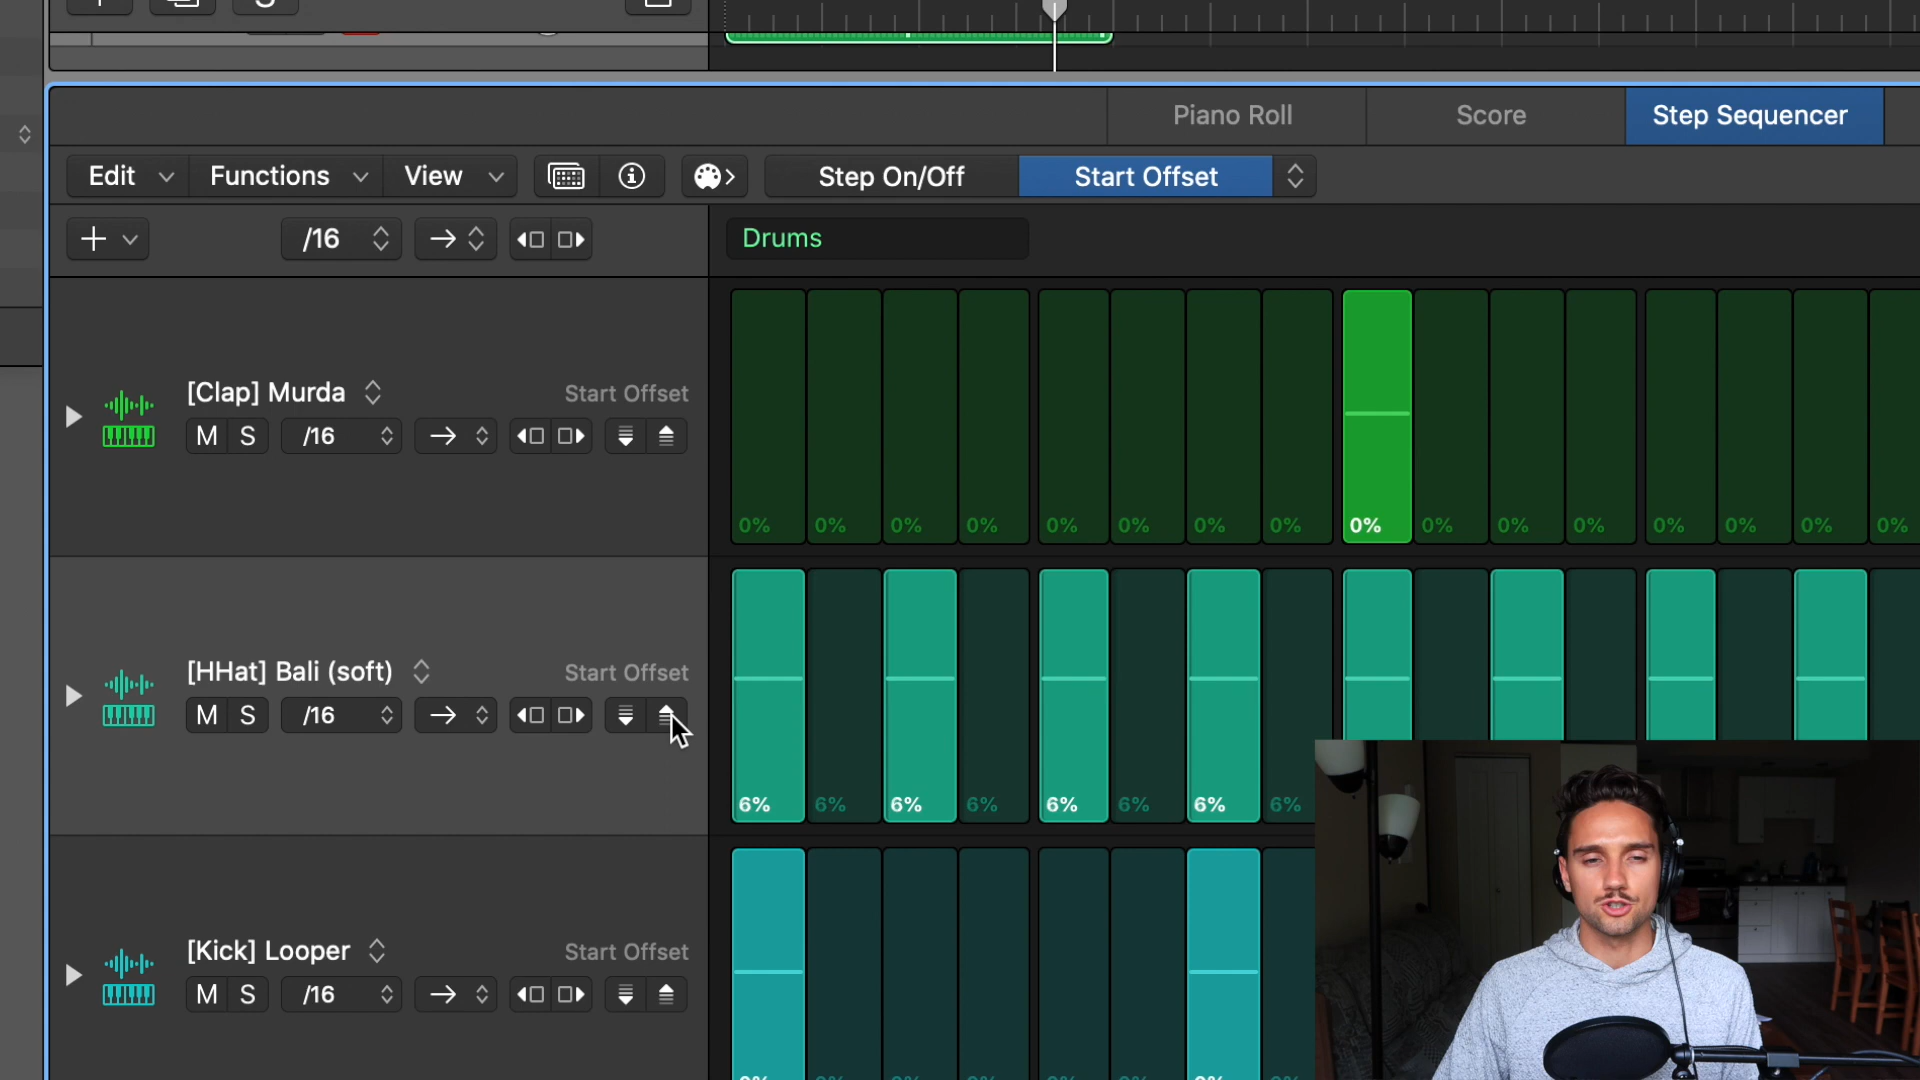 Piano Roll Score Step Sequencer
Edit Functions View Step On/Off Start Offset
/16 Drums
[Clap] Murda Start Offset
M S /16
0% 0% 0% 0% 0% 0% 0% 0% 0% 0% 0% 0% 0% 0% 0% 0%
[HHat] Bali (soft) Start Offset
M S /16
6% 6% 6% 6% 6% 6% 6% 6%
[Kick] Looper Start Offset
M S /16